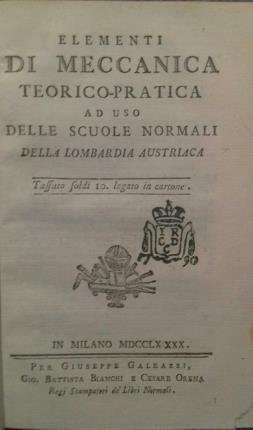 ELEMENTI
DI MECCANICA
TEORICO-PRATICA
AD USO
DELLE SCUOLE NORMALI
DELLA LOMBARDIA AUSTRIACA
Taſſato ſoldi 10. legato in cartone.
IN MILANO MDCCLXXXX.
PER GIUSEPPE GALEAZZI,
GIO. BATTISTA BIANCHI E CESARE ORENA
Regj Stampatori de' Libri Normali.